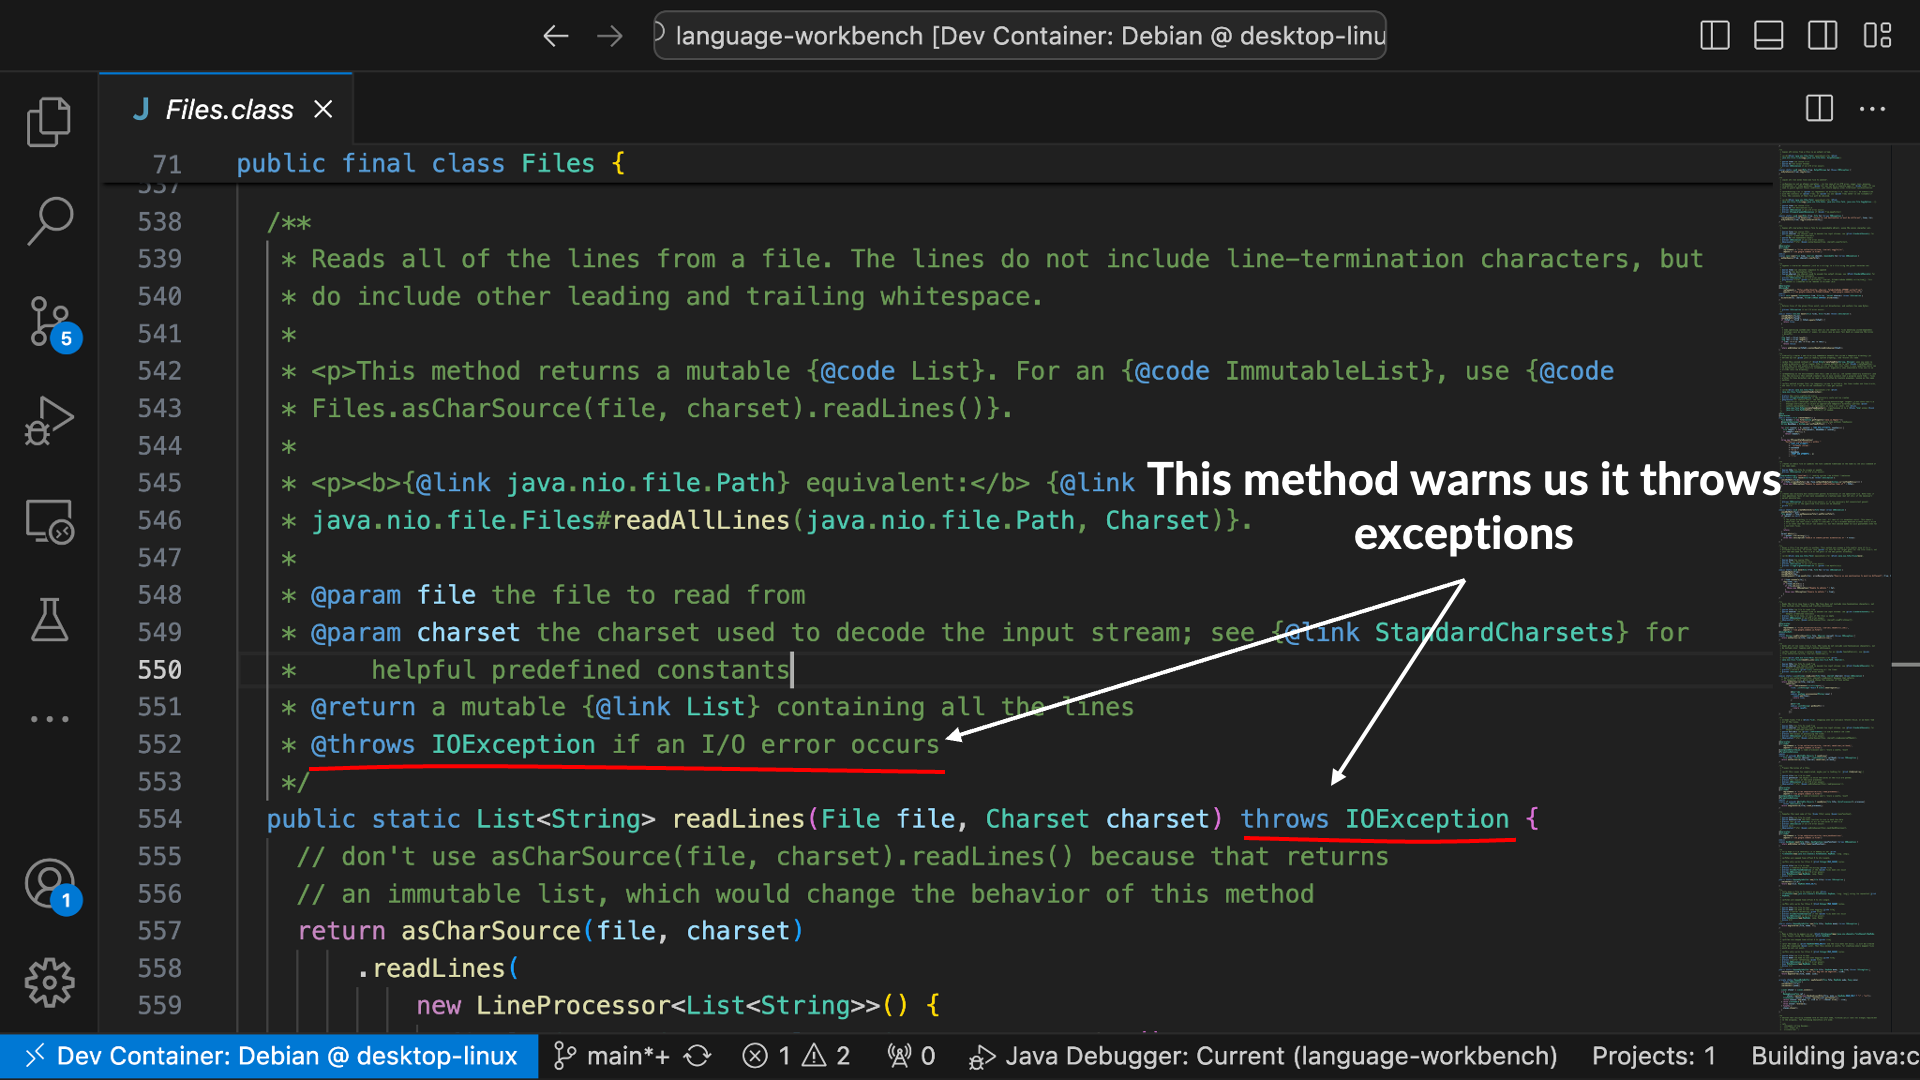 language-workbench [Dev Container: Debian @ desktop-linu
J Files.class
71 public final class Files {
537
538 /**
539 * Reads all of the lines from a file. The lines do not include line-termination characters, but
540 * do include other leading and trailing whitespace.
541 *
542 * <p>This method returns a mutable {@code List}. For an {@code ImmutableList}, use {@code
543 * Files.asCharSource(file, charset).readLines()}.
544 *
545 * <p><b>{@link java.nio.file.Path} equivalent:</b> {@link
This method warns us it throws
exceptions
546 * java.nio.file.Files#readAllLines(java.nio.file.Path, Charset)}.
547 *
548 * @param file the file to read from
549 * @param charset the charset used to decode the input stream; see {@link StandardCharsets} for
550 * helpful predefined constants
551 * @return a mutable {@link List} containing all the lines
552 * @throws IOException if an I/O error occurs
553 */
554 public static List<String> readLines(File file, Charset charset) throws IOException {
555 // don't use asCharSource(file, charset).readLines() because that returns
556 // an immutable list, which would change the behavior of this method
557 return asCharSource(file, charset)
558 .readLines(
559 new LineProcessor<List<String>>() {
5
1
Dev Container: Debian @ desktop-linux main*+ 1 2 0 Java Debugger: Current (language-workbench) Projects: 1 Building java:c